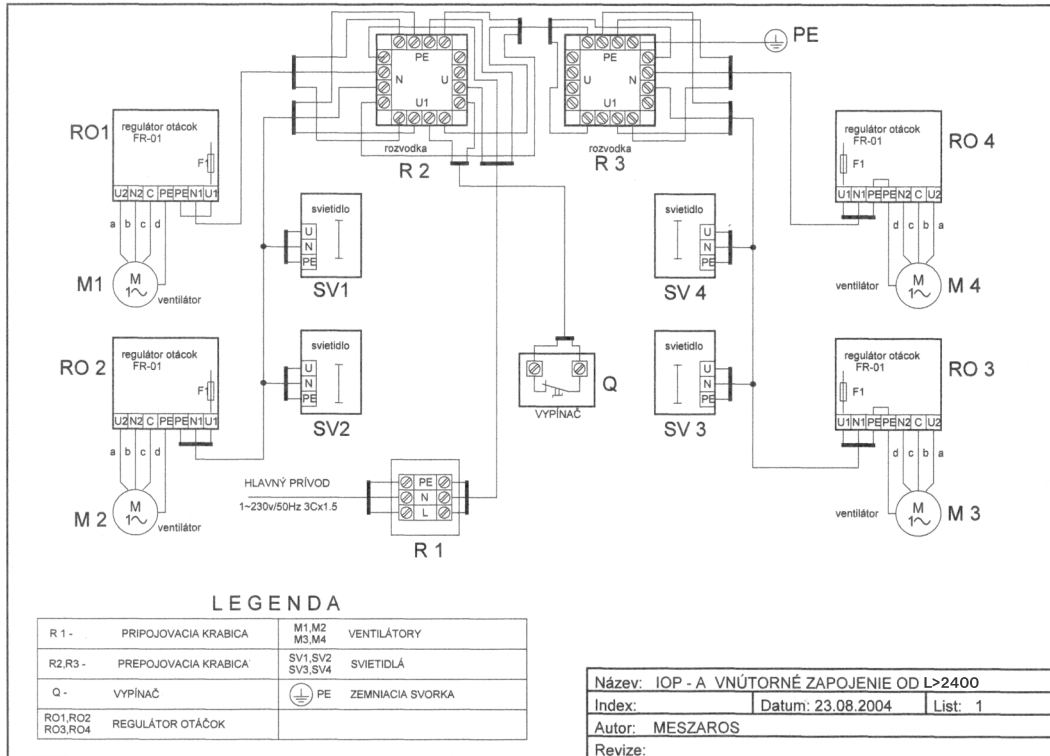 PE
PE
N
U
U1
rozvodka
R 2
PE
U
N
U1
rozvodka
R 3
RO1
regulátor otácok
FR-01
F1
U2 N2 C PE PE N1 U1
a b c d
M1
M
1~
ventilátor
svietidlo
U
N
PE
SV1
svietidlo
U
N
PE
SV 4
RO 4
regulátor otácok
FR-01
F1
U1 N1 PE PE N2 C U2
d c b a
ventilátor
M
1~
M 4
RO 2
regulátor otácok
FR-01
F1
U2 N2 C PE PE N1 U1
a b c d
M 2
M
1~
ventilátor
svietidlo
U
N
PE
SV2
Q
VYPÍNAČ
svietidlo
U
N
PE
SV 3
RO 3
regulátor otácok
FR-01
F1
U1 N1 PE PE N2 C U2
d c b a
ventilátor
M
1~
M 3
HLAVNÝ PRÍVOD
1~230v/50Hz 3Cx1.5
PE
N
L
R 1
LEGENDA
R 1 - PRIPOJOVACIA KRABICA
M1,M2
M3,M4 VENTILÁTORY
R2,R3 - PREPOJOVACIA KRABICA
SV1,SV2
SV3,SV4 SVIETIDLÁ
Q - VYPÍNAČ
PE ZEMNIACIA SVORKA
RO1,RO2
RO3,RO4 REGULÁTOR OTÁČOK
Název: IOP - A VNÚTORNÉ ZAPOJENIE OD L>2400
Index: Datum: 23.08.2004 List: 1
Autor: MESZAROS
Revize: